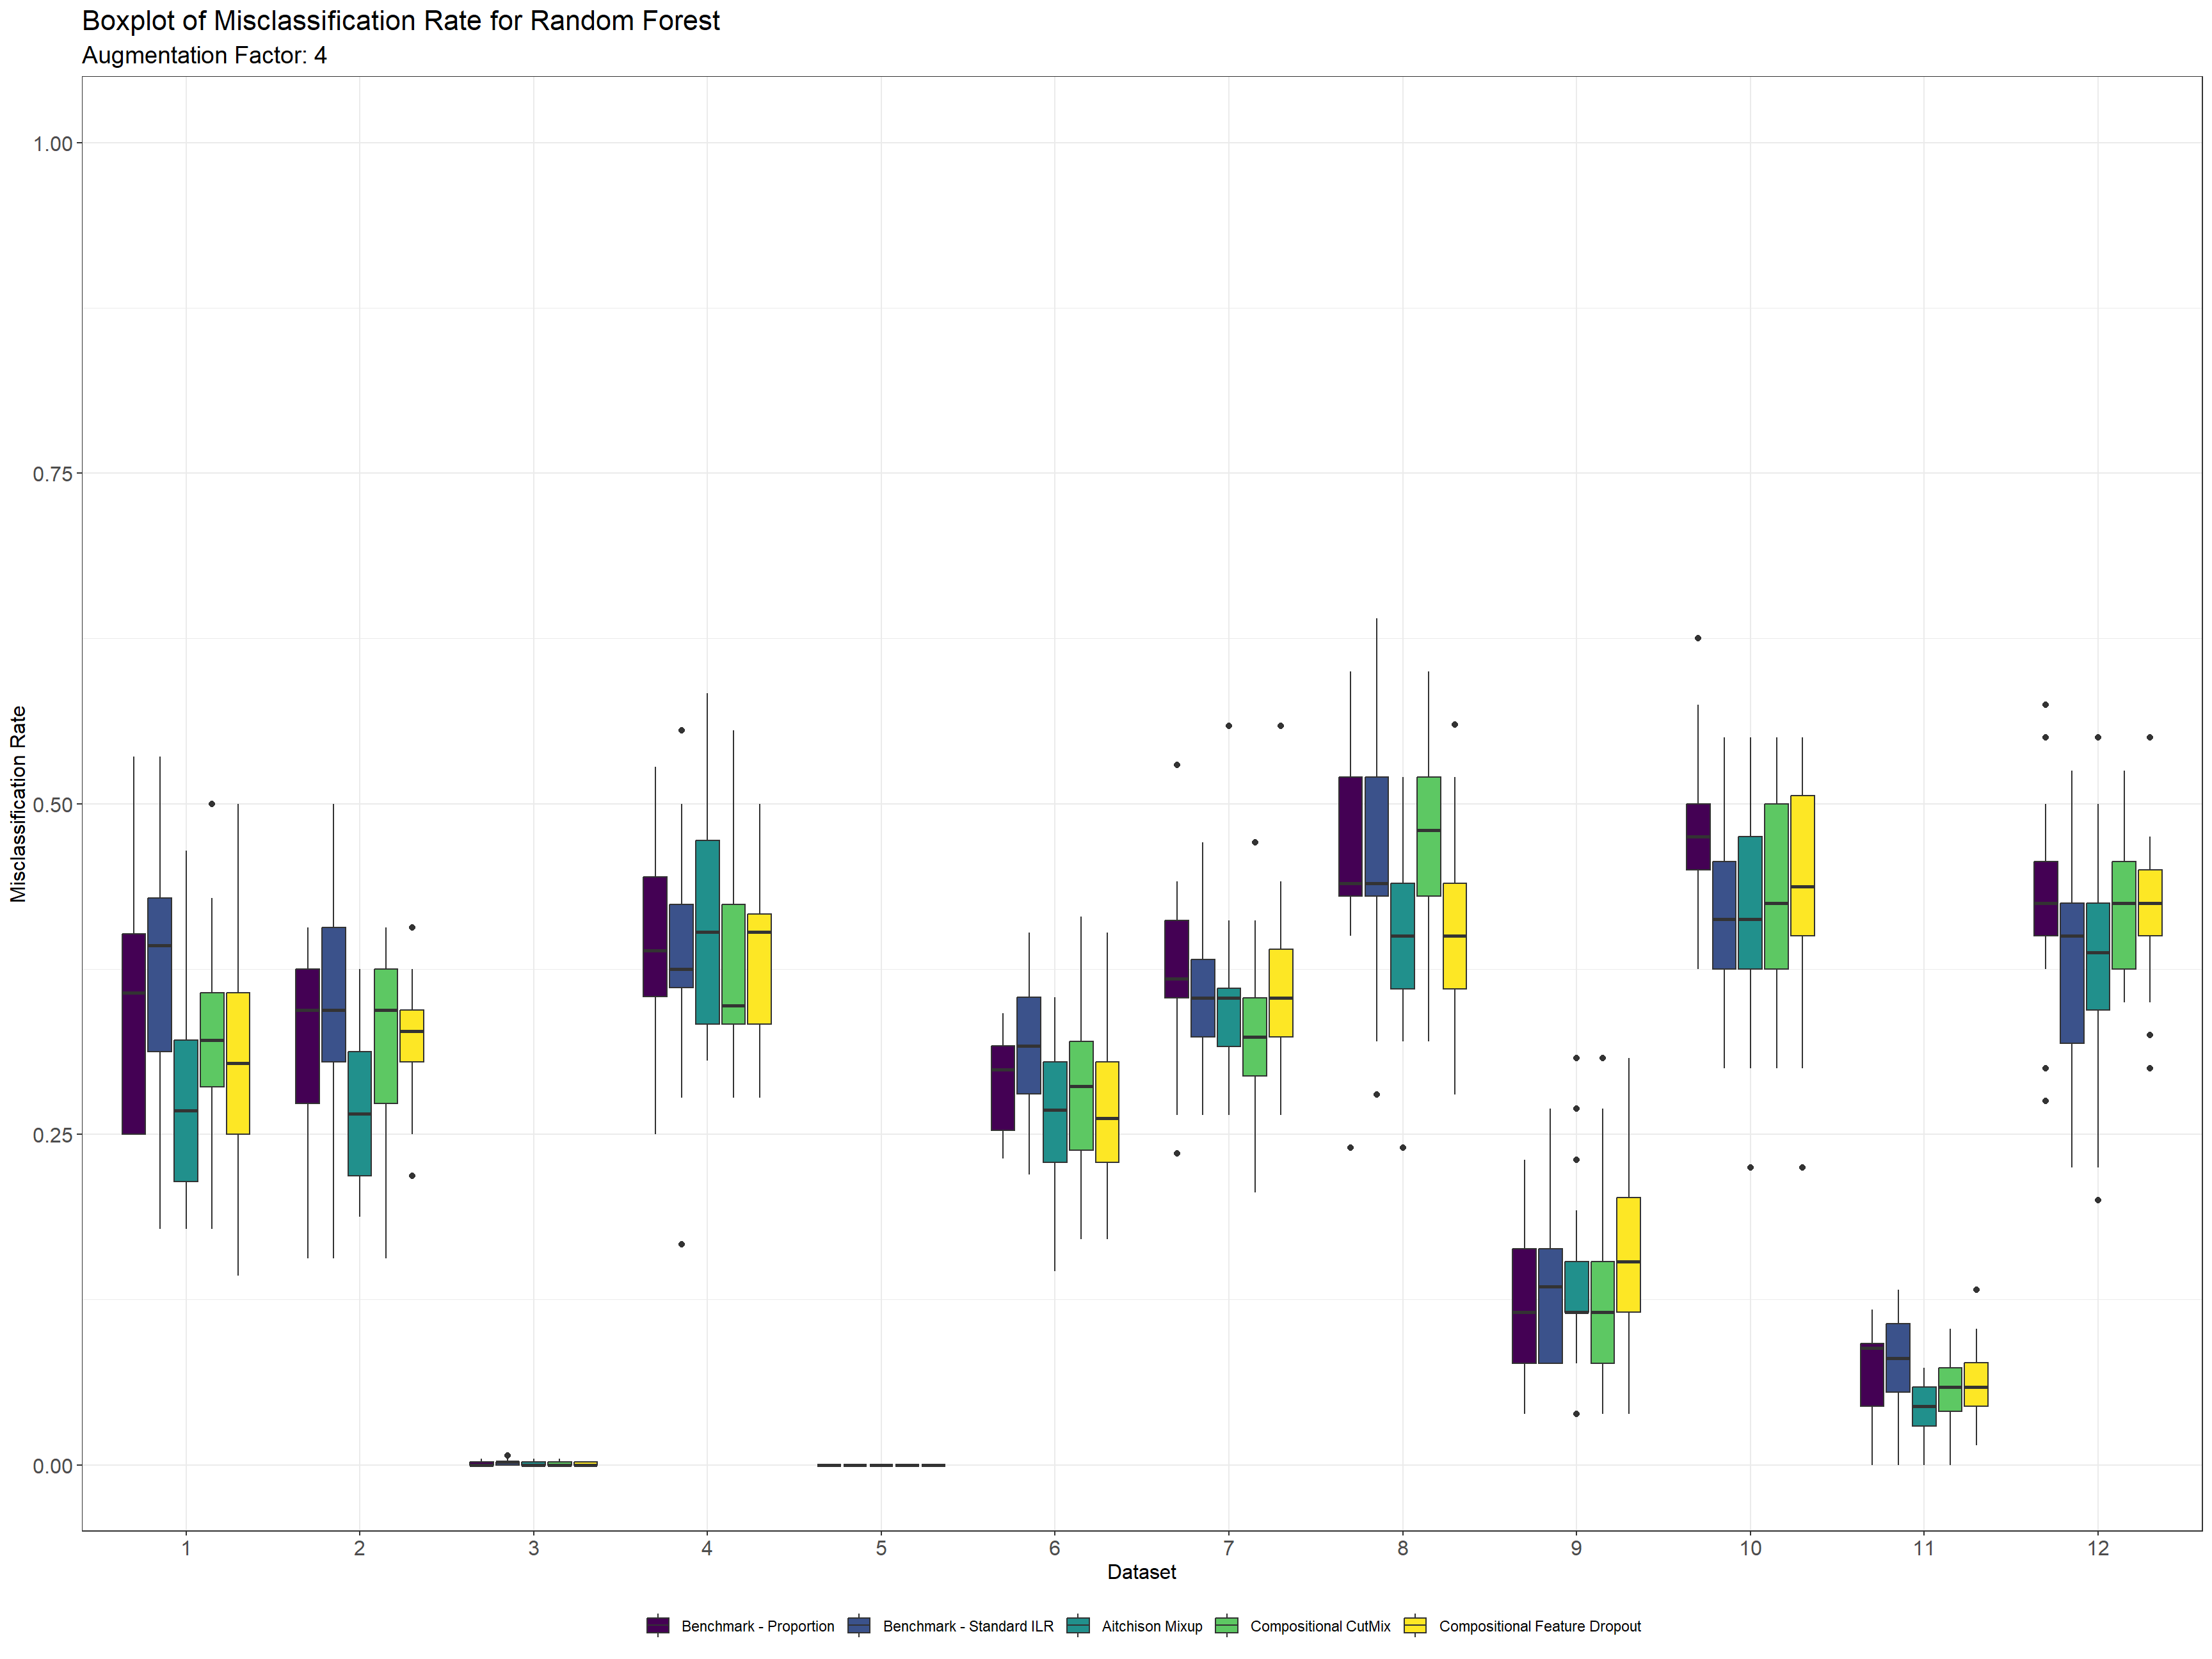 Boxplot of Misclassification Rate for Random Forest
Augmentation Factor: 4
Misclassification Rate
1.00
0.75
0.50
0.25
0.00
1 2 3 4 5 6 7 8 9 10 11 12
Dataset
Benchmark - Proportion Benchmark - Standard ILR Aitchison Mixup Compositional CutMix Compositional Feature Dropout